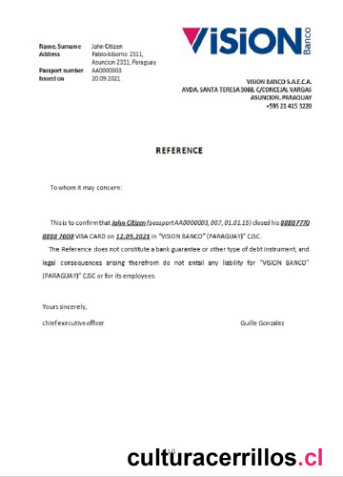 Name, Surname John Citizen
Address Pablo Alborno 2311,
Asuncion 2311, Paraguay
Passport number AA0000003
Issued on 20.09.2021
ViSiON
Banco
VISION BANCO S.A.E.C.A.
AVDA. SANTA TERESA 3088, C/CONCEJAL VARGAS
ASUNCION, PARAGUAY
+595 21 415 5220
REFERENCE
To whom it may concern:
This is to confirm that John Citizen (passport AA0000003, 007, 01.01.15) closed his 88887770
8888 7000 VISA CARD on 12.09.2021 in "VISION BANCO" (PARAGUAY)" CJSC.
The Reference does not constitute a bank guarantee or other type of debt instrument, and
legal consequences arising therefrom do not entail any liability for "VISION BANCO"
(PARAGUAY)" CJSC or for its employees.
Yours sincerely,
chief executive officer Guille Gonzalez
culturacerrillos.cl